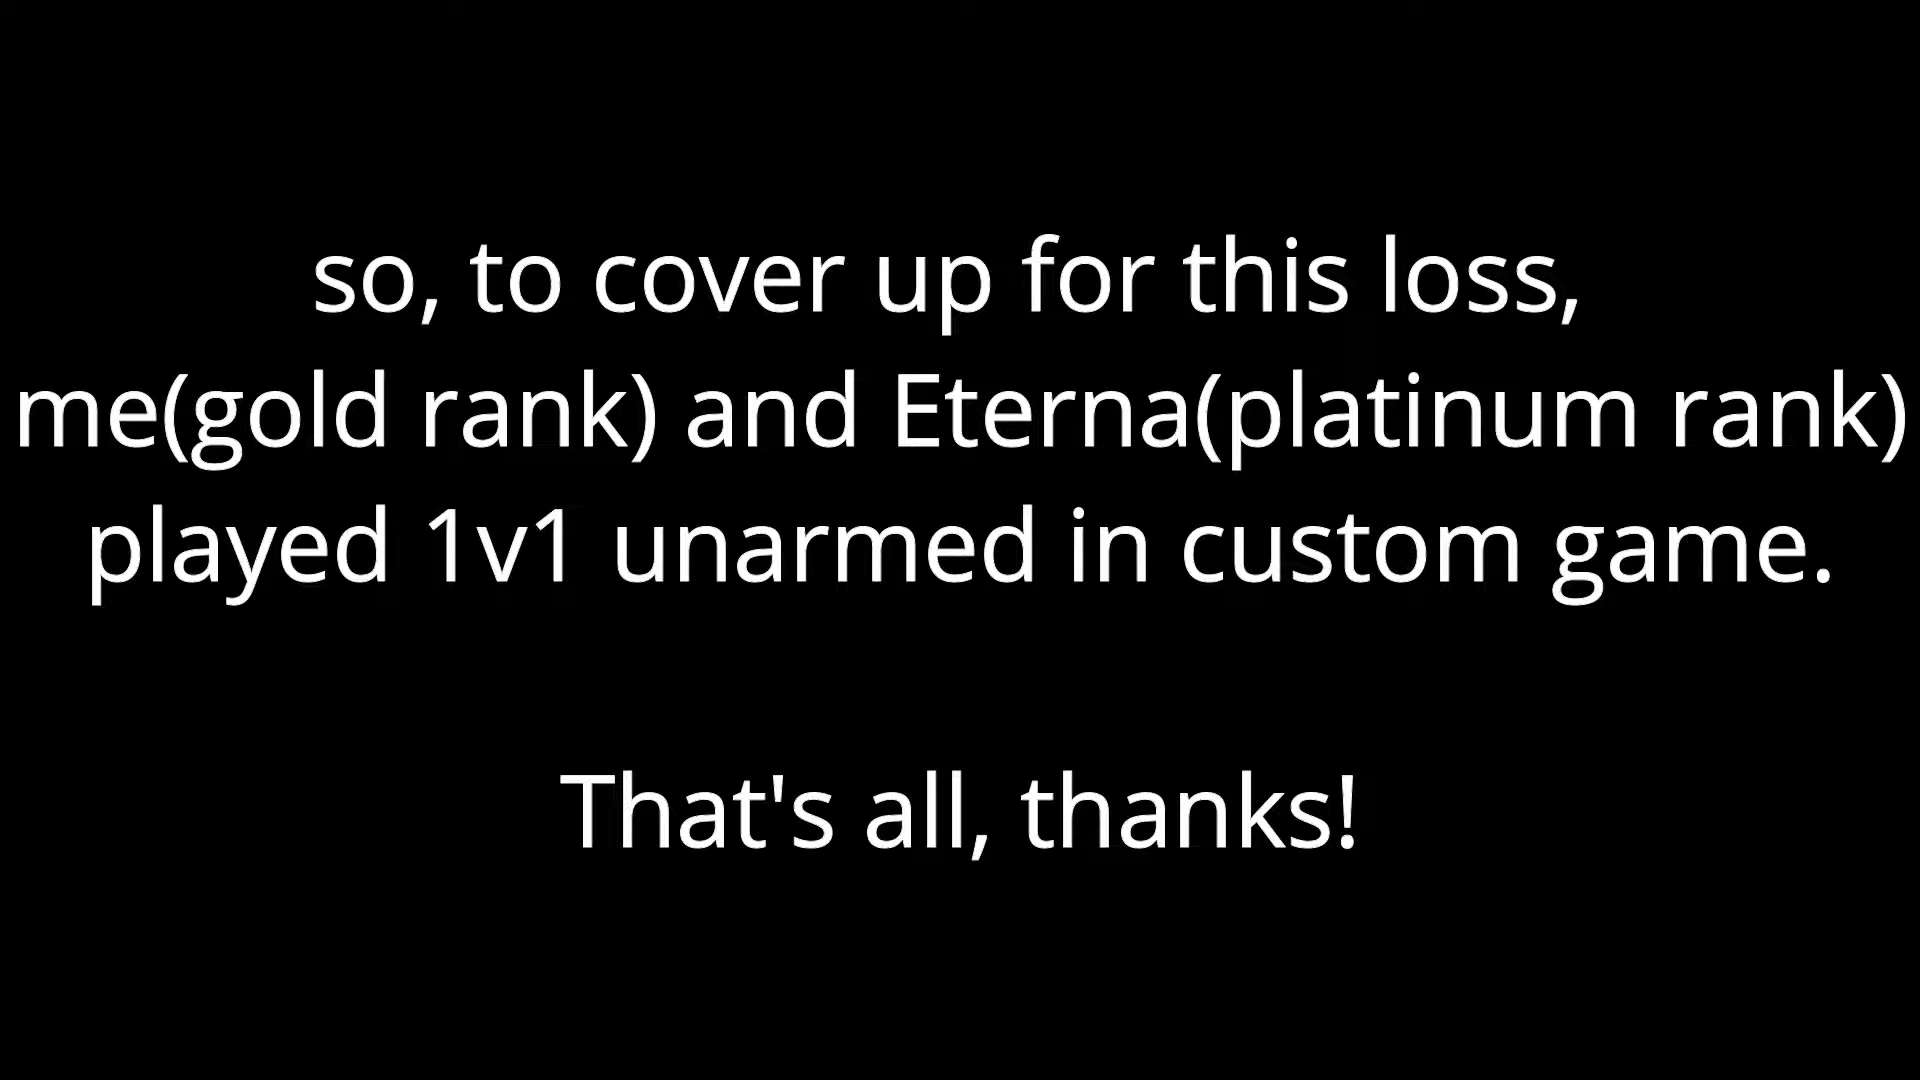 so, to cover up for this loss,
me(gold rank) and Eterna(platinum rank)
played 1v1 unarmed in custom game.
That's all, thanks!